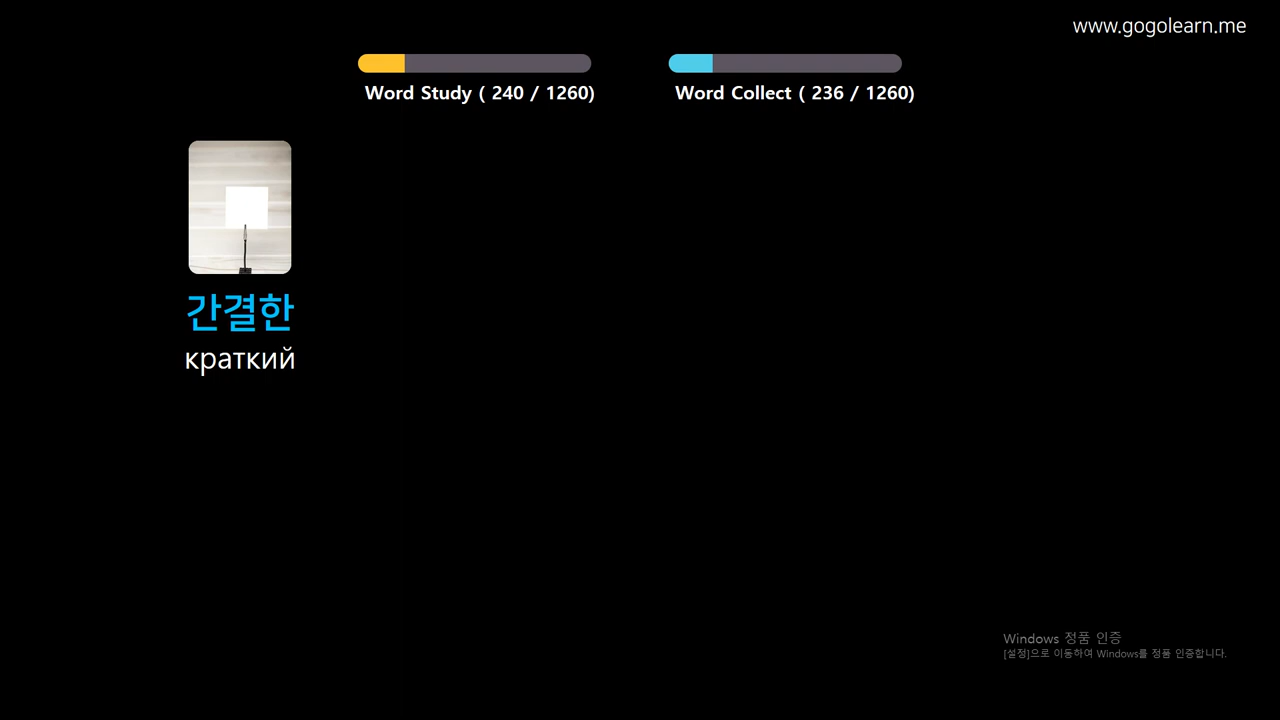 www.gogolearn.me
Word Study ( 240 / 1260)
Word Collect ( 236 / 1260)
간결한
краткий
Windows 정품 인증
[설정]으로 이동하여 Windows를 정품 인증합니다.